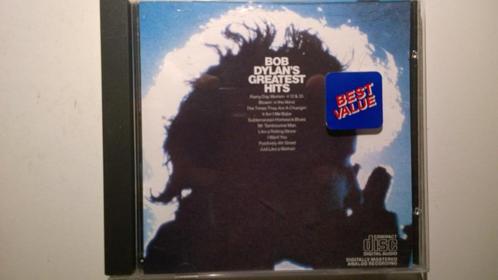 BOB
DYLAN'S
GREATEST
HITS
Rainy Day Women # 12 & 35
Blowin' in the Wind
The Times They Are A-Changin'
It Ain't Me Babe
Subterranean Homesick Blues
Mr. Tambourine Man
Like a Rolling Stone
I Want You
Positively 4th Street
Just Like a Woman
BEST
VALUE
COMPACT
disc
DIGITAL AUDIO
DIGITALLY MASTERED
ANALOG RECORDING